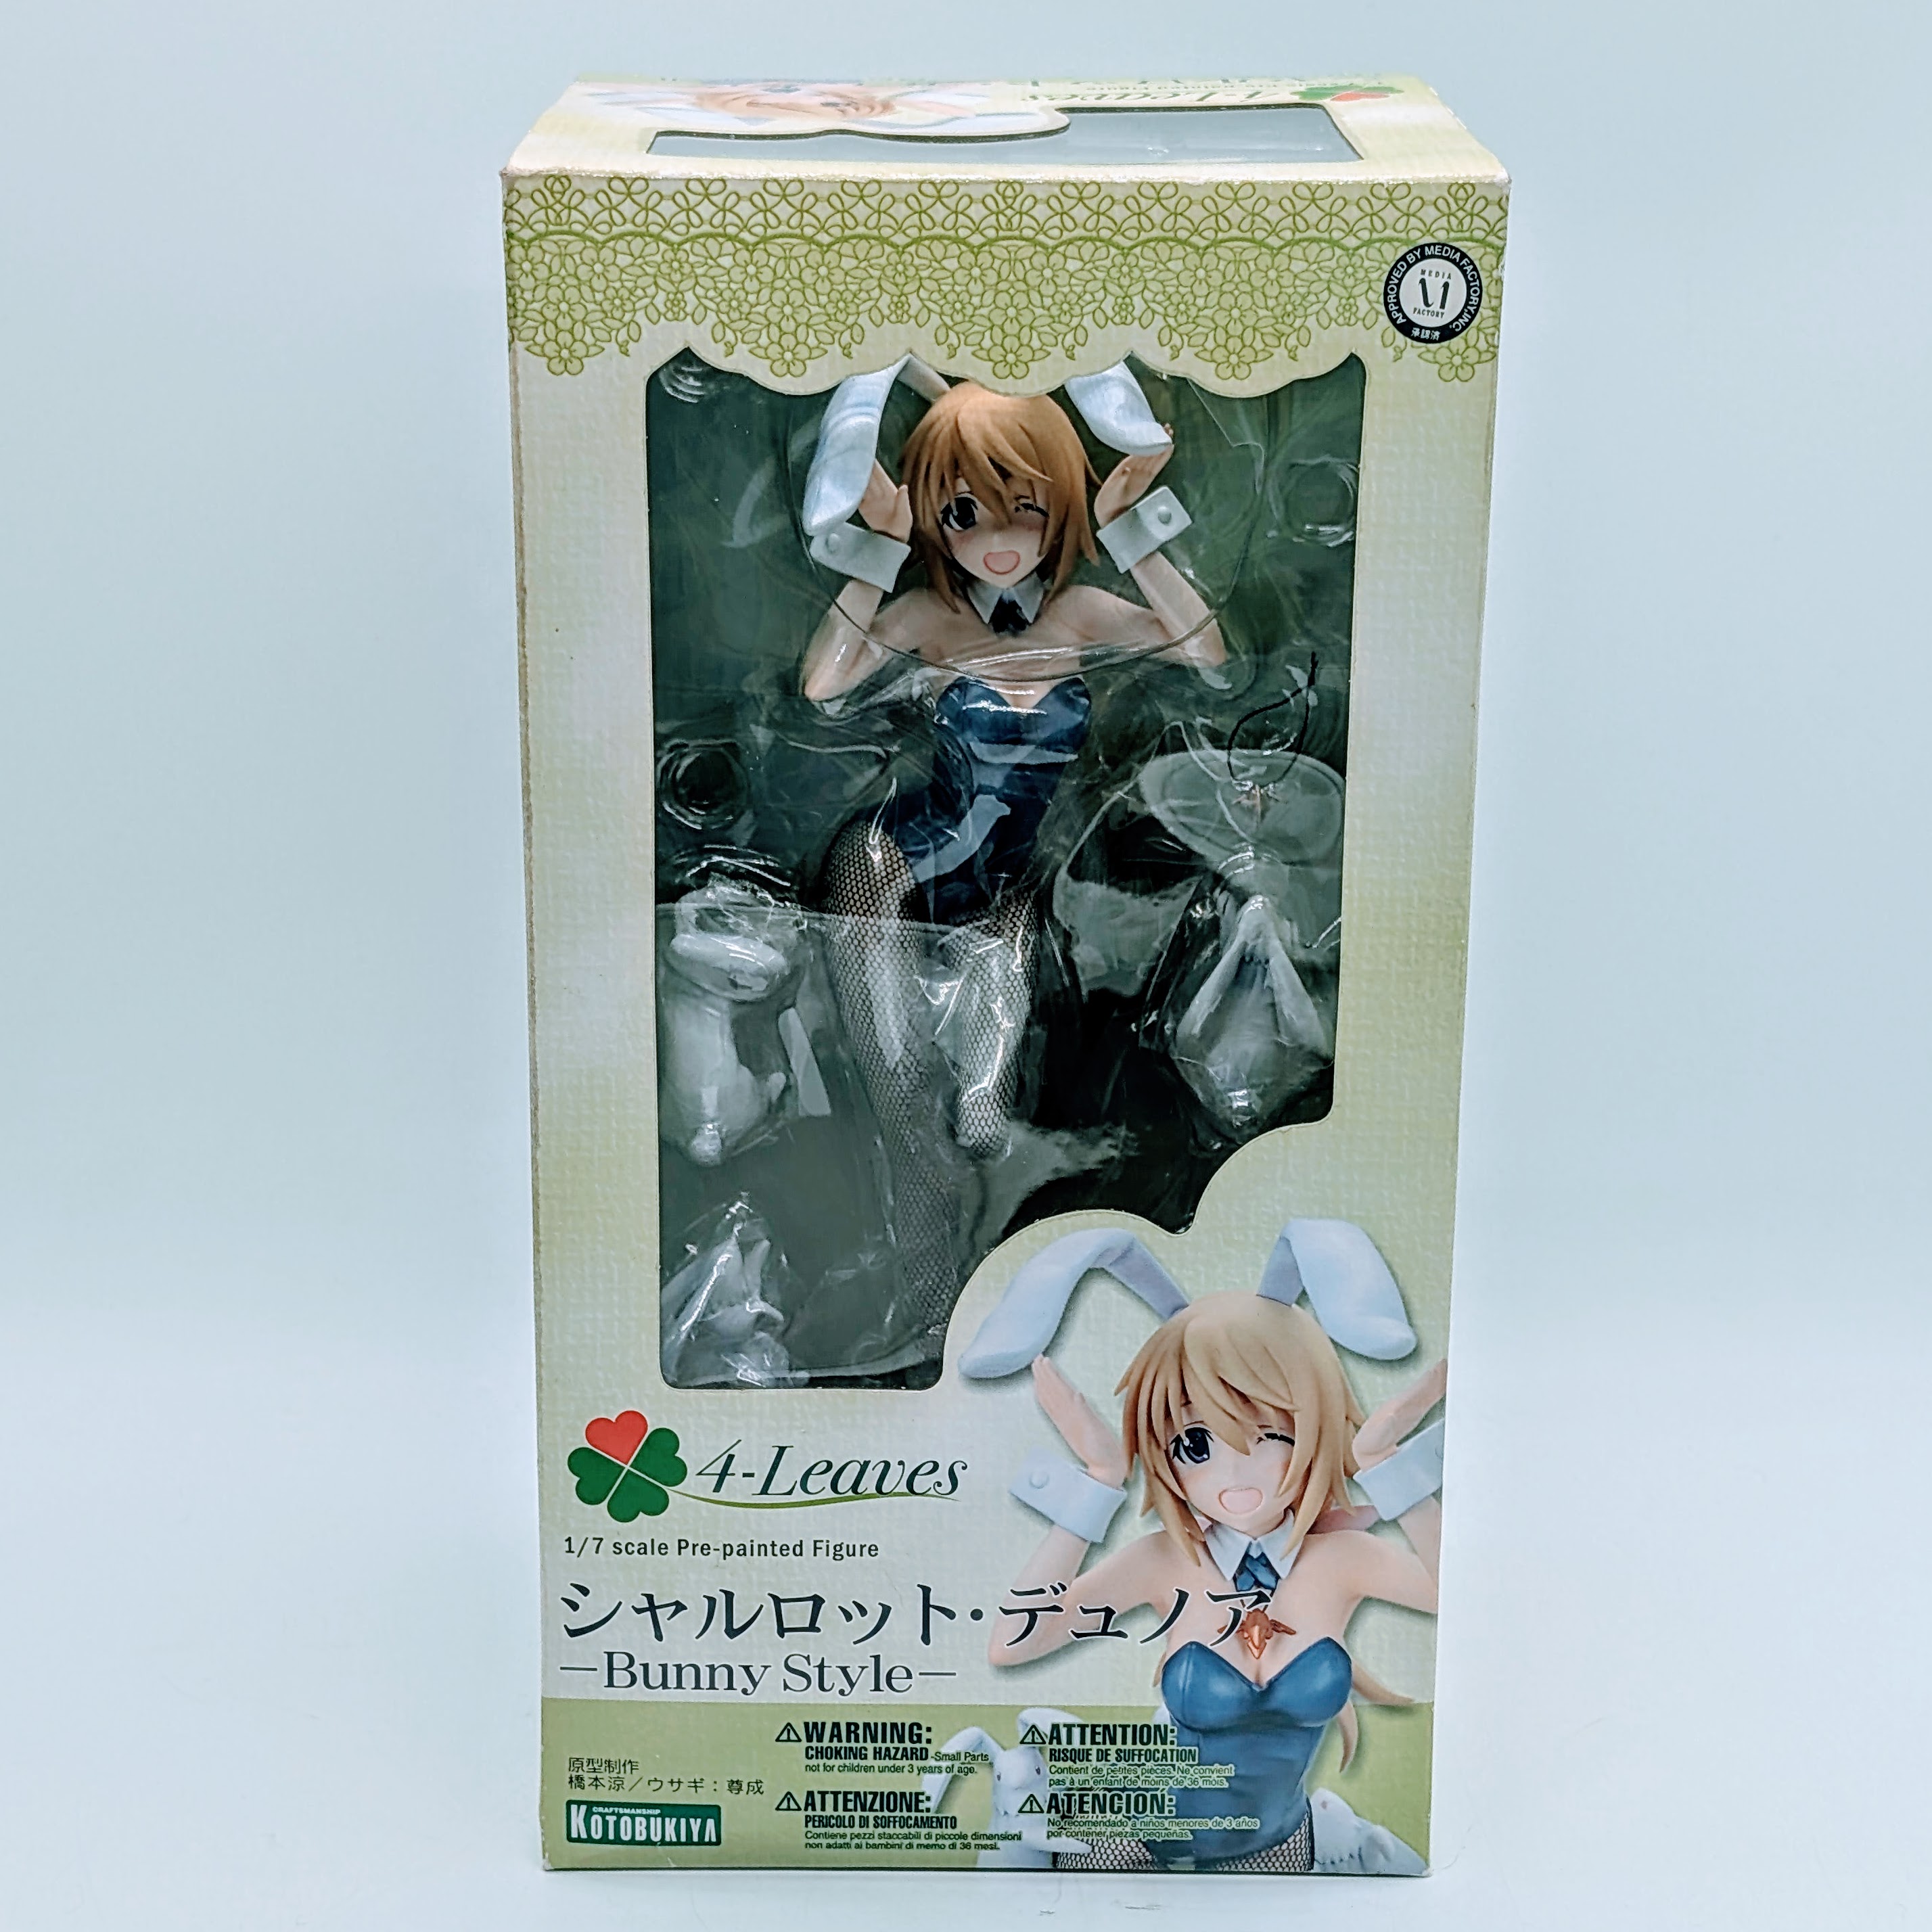 APPROVED BY MEDIA FACTORY, INC.
MEDIA
FACTORY
承認済
4-Leaves
1/7 scale Pre-painted Figure
シャルロット・デュノア
－Bunny Style－
原型制作
橋本涼／ウサギ：尊成
CRAFTSMANSHIP
KOTOBUKIYA
⚠WARNING:
CHOKING HAZARD-Small Parts
not for children under 3 years of age.
⚠ATTENTION:
RISQUE DE SUFFOCATION
Contient de petites pièces. Ne convient
pas à un enfant de moins de 36 mois.
⚠ATTENZIONE:
PERICOLO DI SOFFOCAMENTO
Contiene pezzi staccabili di piccole dimensioni
non adatti ai bambini di memo di 36 mesi.
⚠ATENCION:
No recomendado a niños menores de 3 años
por contener piezas pequeñas.